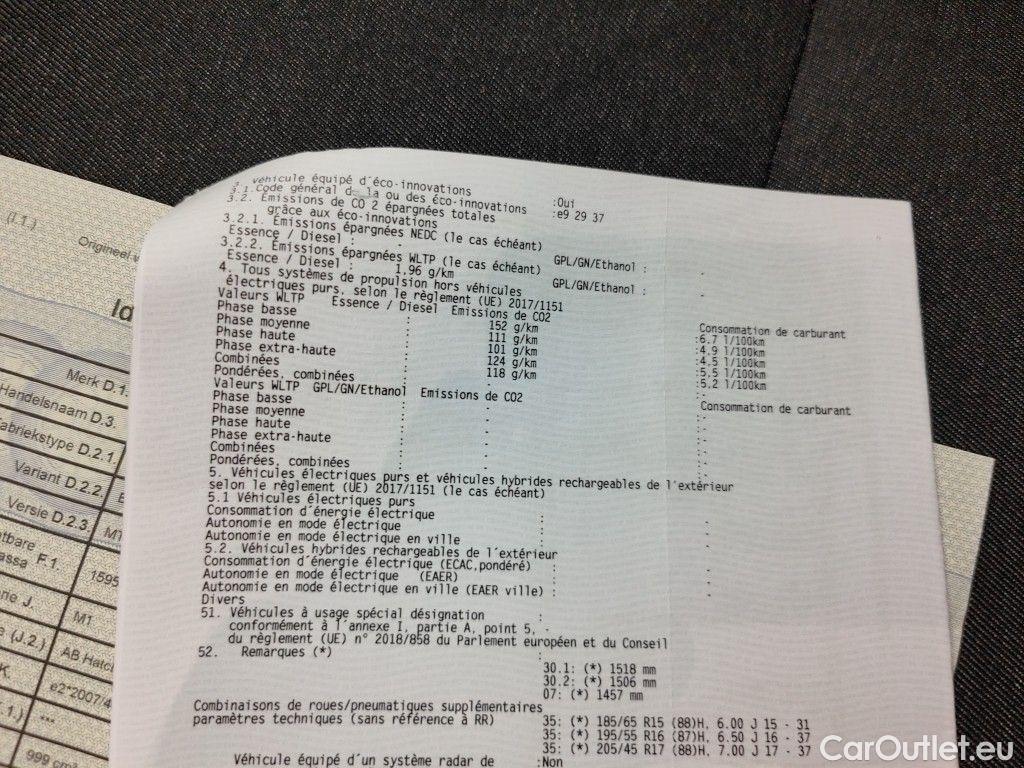 3. véhicule équipé d´éco-innovations :Oui
3.1.Code général de la ou des éco-innovations :e9 29 37
3.2. Émissions de CO 2 épargnées totales
grâce aux éco-innovations
3.2.1. Émissions épargnées NEDC (le cas échéant)
Essence / Diesel : - GPL/GN/Ethanol : -
3.2.2. Émissions épargnées WLTP (le cas échéant)
Essence / Diesel : 1,96 g/km GPL/GN/Ethanol : -
4. Tous systèmes de propulsion hors véhicules
électriques purs, selon le règlement (UE) 2017/1151
Valeurs WLTP Essence / Diesel Emissions de CO2 Consommation de carburant
Phase basse : 152 g/km :6.7 l/100km
Phase moyenne : 111 g/km :4.9 l/100km
Phase haute : 101 g/km :4.5 l/100km
Phase extra-haute : 124 g/km :5.5 l/100km
Combinées : 118 g/km :5.2 l/100km
Pondérées, combinées : - :-
Valeurs WLTP GPL/GN/Ethanol Emissions de CO2 Consommation de carburant
Phase basse : - :-
Phase moyenne : - :-
Phase haute : - :-
Phase extra-haute : - :-
Combinées : - :-
Pondérées, combinées : - :-
5. Véhicules électriques purs et véhicules hybrides rechargeables de l´extérieur
selon le règlement (UE) 2017/1151 (le cas échéant)
5.1 Véhicules électriques purs
Consommation d´énergie électrique : -
Autonomie en mode électrique : -
Autonomie en mode électrique en ville : -
5.2. Véhicules hybrides rechargeables de l´extérieur
Consommation d´énergie électrique (ECAC,pondéré) : -
Autonomie en mode électrique (EAER) : -
Autonomie en mode électrique en ville (EAER ville) : -
Divers
51. Véhicules à usage spécial désignation :
conformément à l´annexe I, partie A, point 5, -
du règlement (UE) n° 2018/858 du Parlement européen et du Conseil
52. Remarques (*) :
30.1: (*) 1518 mm
30.2: (*) 1506 mm
07: (*) 1457 mm
Combinaisons de roues/pneumatiques supplémentaires
paramètres techniques (sans référence à RR) 35: (*) 185/65 R15 (88)H, 6.00 J 15 - 31
35: (*) 195/55 R16 (87)H, 6.50 J 16 - 37
35: (*) 205/45 R17 (88)H, 7.00 J 17 - 37
Véhicule équipé d´un système radar de :Non
(I.T.)
Origineel
Merk D.1.
Handelsnaam D.3.
Fabriekstype D.2.1.
Variant D.2.2.
Versie D.2.3. M1
F.1. 1595
J. M1
(J.2.) AB Hatch
K. e2*2007/4
***
999 cm³
CarOutlet.eu